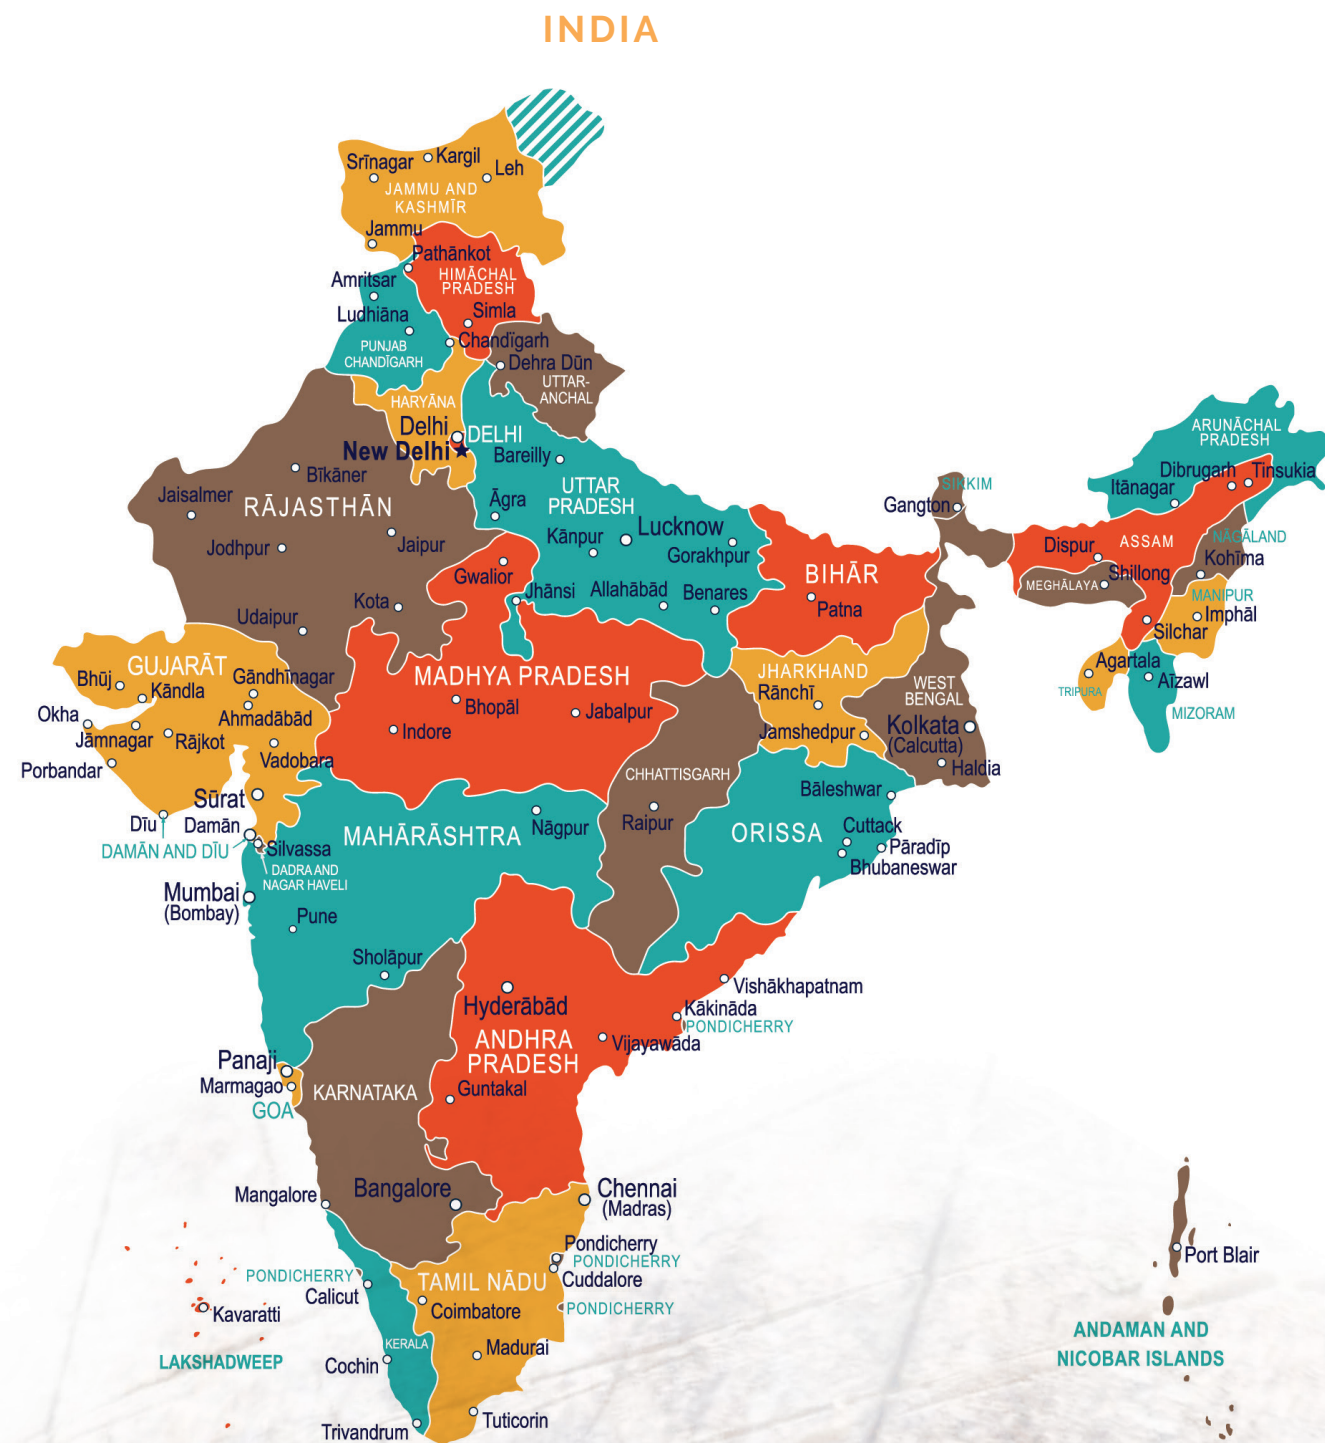 INDIA
Srīnagar
Kargil
Leh
JAMMU AND
KASHMĪR
Jammu
Pathānkot
HIMĀCHAL
PRADESH
Amritsar
Ludhiāna
Simla
PUNJAB
CHANDĪGARH
Chandīgarh
Dehra Dūn
UTTAR-
ANCHAL
HARYĀNA
Delhi
DELHI
New Delhi
Bareilly
Bīkāner
Jaisalmer
RĀJASTHĀN
Jodhpur
Jaipur
Udaipur
Kota
Āgra
UTTAR
PRADESH
Kānpur
Lucknow
Gorakhpur
Gwalior
Jhānsi
Allahābād
Benares
BIHĀR
Patna
SIKKIM
Gangton
ARUNĀCHAL
PRADESH
Dibrugarh
Tinsukia
Itānagar
Dispur
ASSAM
NĀGĀLAND
Kohīma
MEGHĀLAYA
Shillong
MANIPUR
Imphāl
Silchar
Agartala
TRIPURA
Aīzawl
MIZORAM
GUJARĀT
Bhūj
Kāndla
Gāndhīnagar
Okha
Ahmadābād
Jāmnagar
Rājkot
Porbandar
Vadobara
Sūrat
Dīu
Damān
DAMĀN AND DĪU
Silvassa
DADRA AND
NAGAR HAVELI
MADHYA PRADESH
Bhopāl
Jabalpur
Indore
JHARKHAND
Rānchī
Jamshedpur
WEST
BENGAL
Kolkata
(Calcutta)
Haldia
CHHATTISGARH
Raipur
Bāleshwar
ORISSA
Cuttack
Pāradīp
Bhubaneswar
MAHĀRĀSHTRA
Nāgpur
Mumbai
(Bombay)
Pune
Sholāpur
Hyderābād
Vishākhapatnam
Kākināda
PONDICHERRY
ANDHRA
PRADESH
Vijayawāda
Guntakal
Panaji
Marmagao
GOA
KARNATAKA
Mangalore
Bangalore
Chennai
(Madras)
Pondicherry
PONDICHERRY
Cuddalore
PONDICHERRY
Calicut
TAMIL NĀDU
Coimbatore
PONDICHERRY
Kavaratti
LAKSHADWEEP
KERALA
Cochin
Madurai
Tuticorin
Trivandrum
Port Blair
ANDAMAN AND
NICOBAR ISLANDS